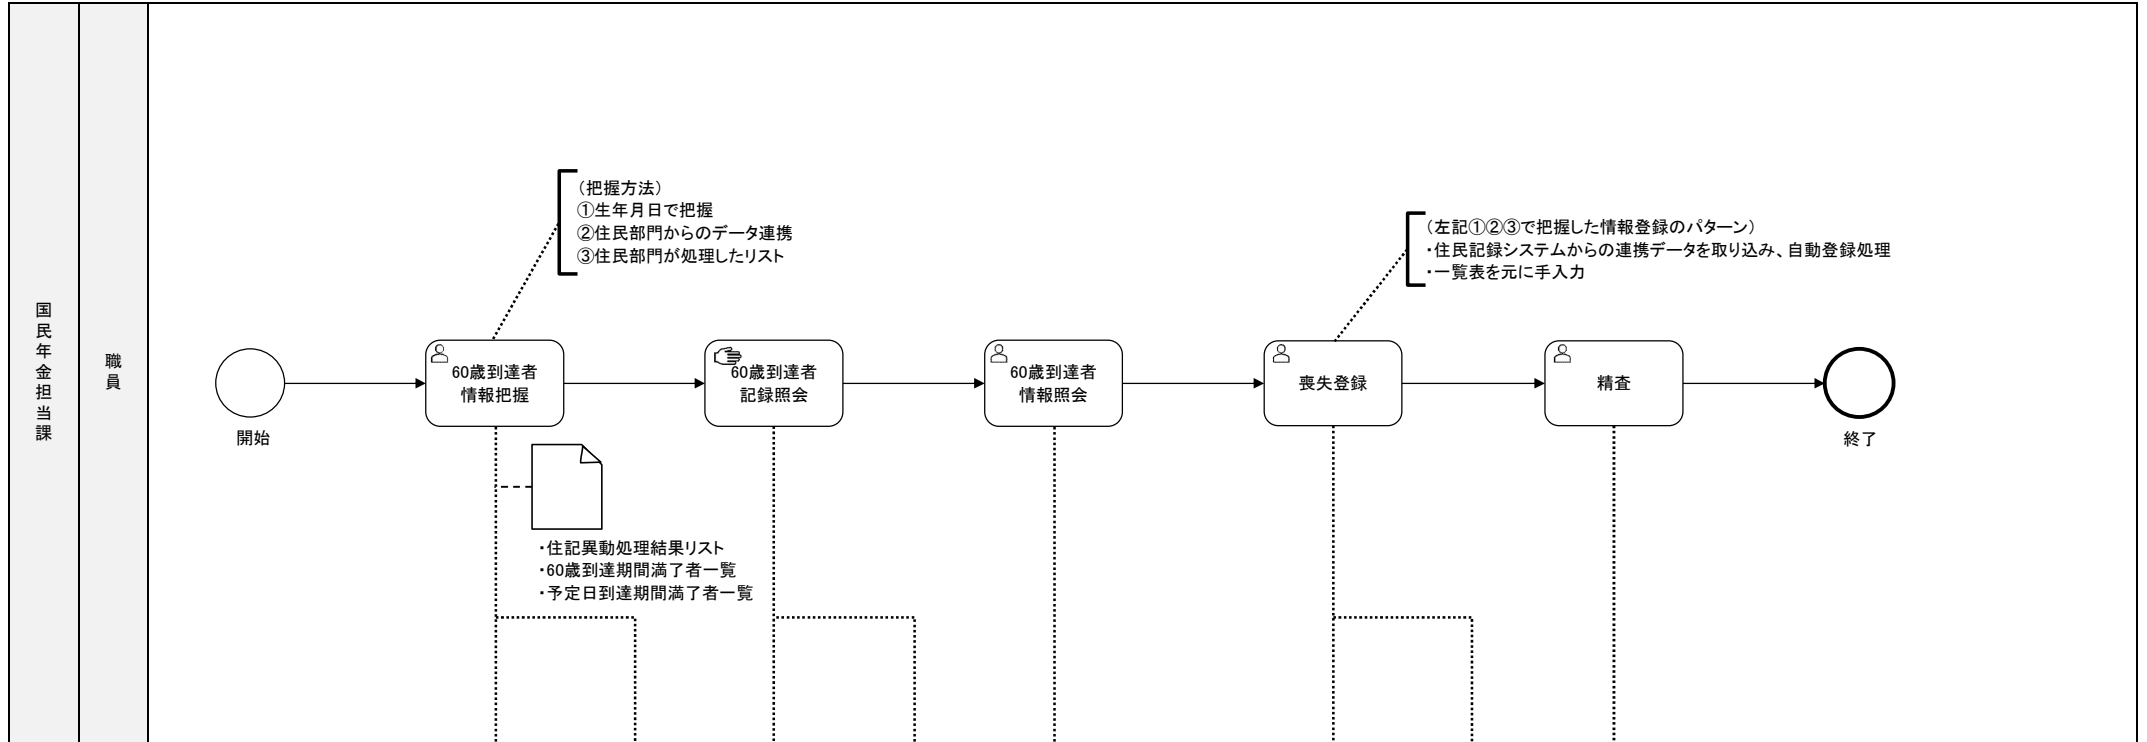 国民年金担当課
職員
(把握方法)
①生年月日で把握
②住民部門からのデータ連携
③住民部門が処理したリスト
(左記①②③で把握した情報登録のパターン)
・住民記録システムからの連携データを取り込み、自動登録処理
・一覧表を元に手入力
開始
60歳到達者
情報把握
60歳到達者
記録照会
60歳到達者
情報照会
喪失登録
精査
終了
・住記異動処理結果リスト
・60歳到達期間満了者一覧
・予定日到達期間満了者一覧